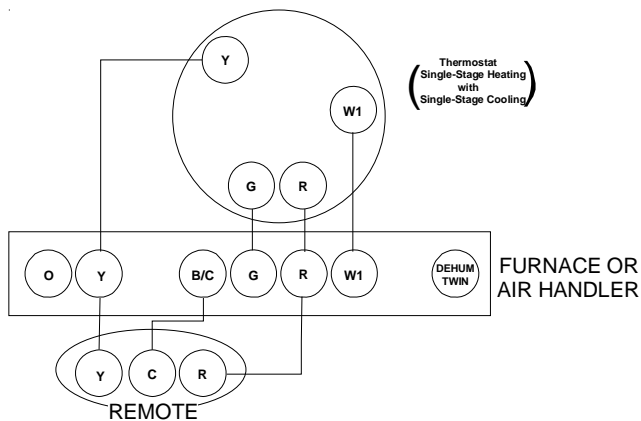 Y
Thermostat
Single-Stage Heating
with
Single-Stage Cooling
W1
G R
O Y B/C G R W1 DEHUM
TWIN
FURNACE OR
AIR HANDLER
Y C R
REMOTE